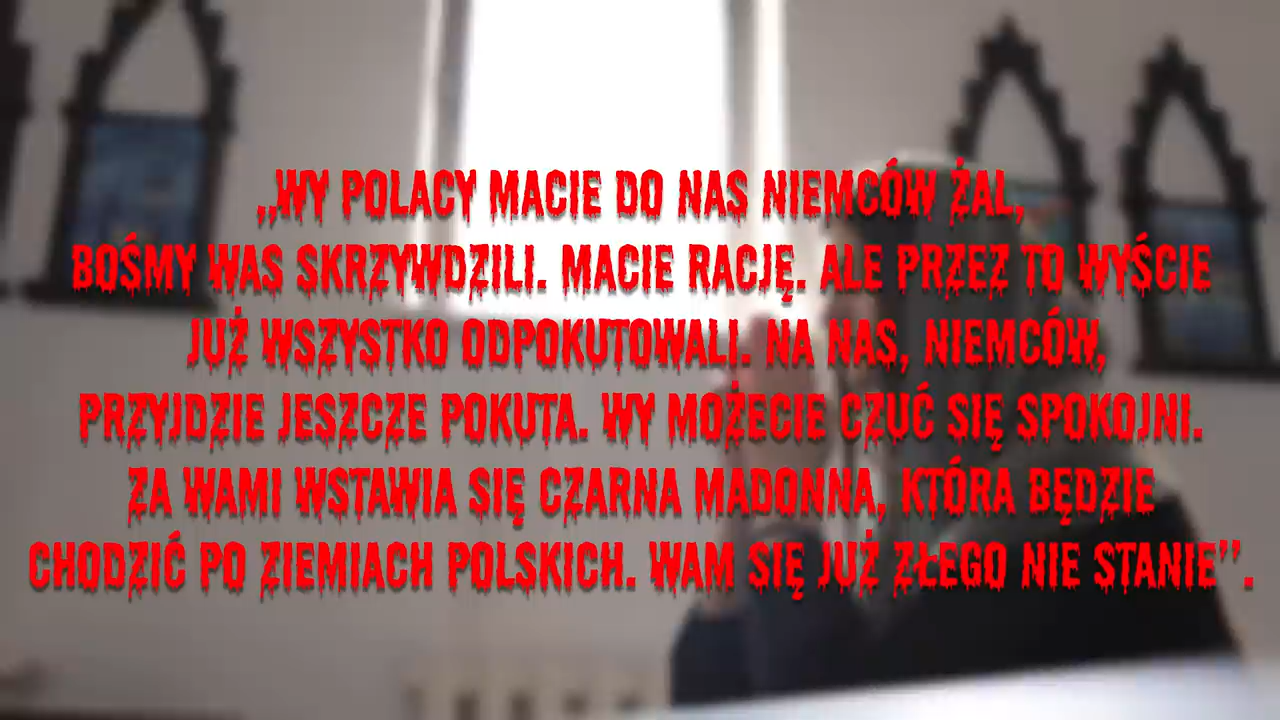 „WY POLACY MACIE DO NAS NIEMCÓW ŻAL,
BOŚMY WAS SKRZYWDZILI. MACIE RACJĘ. ALE PRZEZ TO WYŚCIE
JUŻ WSZYSTKO ODPOKUTOWALI. NA NAS, NIEMCÓW,
PRZYJDZIE JESZCZE POKUTA. WY MOŻECIE CZUĆ SIĘ SPOKOJNI.
ZA WAMI WSTAWIA SIĘ CZARNA MADONNA, KTÓRA BĘDZIE
CHODZIĆ PO ZIEMIACH POLSKICH. WAM SIĘ JUŻ ZŁEGO NIE STANIE”.